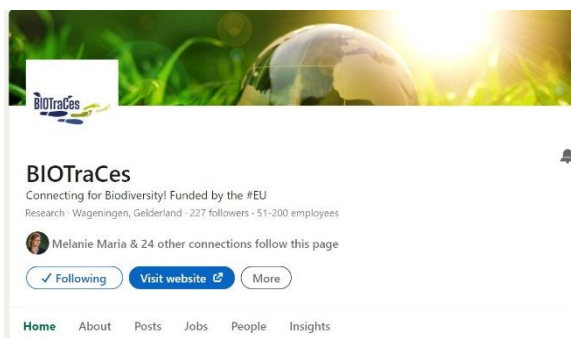 BIOTraCes
BIOTraCes
Connecting for Biodiversity! Funded by the #EU
Research · Wageningen, Gelderland · 227 followers · 51-200 employees
Melanie Maria & 24 other connections follow this page
✓ Following Visit website More
Home About Posts Jobs People Insights